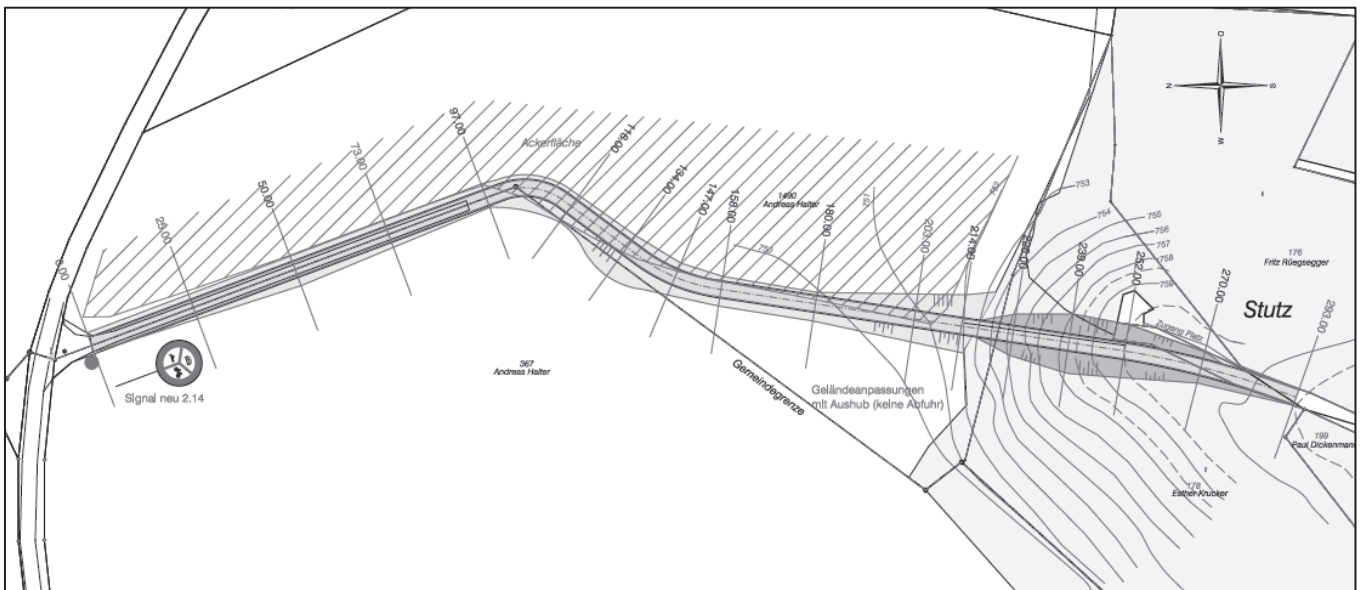 O
N
S
W
97.00
116.00
Ackerfläche
73.00
134.00
753
752
50.00
147.00
1490
Andreas Halter
751
754
755
158.00
180.00
756
25.00
203.00
757
214.00
758
176
Fritz Rüegsegger
750
239.00
252.00
759
0.00
270.00
Stutz
293.00
Zugang Platz
367
Andreas Halter
Gemeindegrenze
Signal neu 2.14
Geländeanpassungen
mit Aushub (keine Abfuhr)
199
Paul Dickenmann
178
Esther Krucker